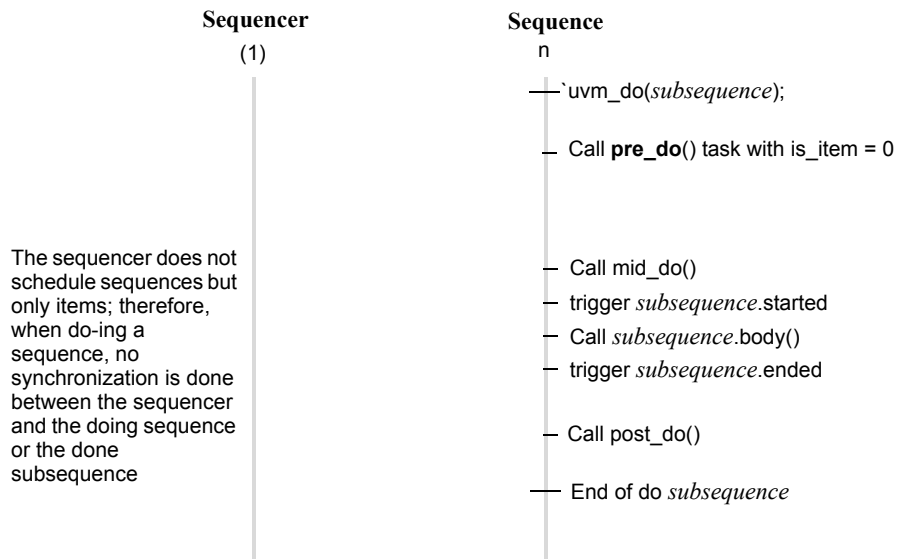 Sequencer
(1)
Sequence
n
`uvm_do(subsequence);
Call pre_do() task with is_item = 0
The sequencer does not
schedule sequences but
only items; therefore,
when do-ing a
sequence, no
synchronization is done
between the sequencer
and the doing sequence
or the done
subsequence
Call mid_do()
trigger subsequence.started
Call subsequence.body()
trigger subsequence.ended
Call post_do()
End of do subsequence